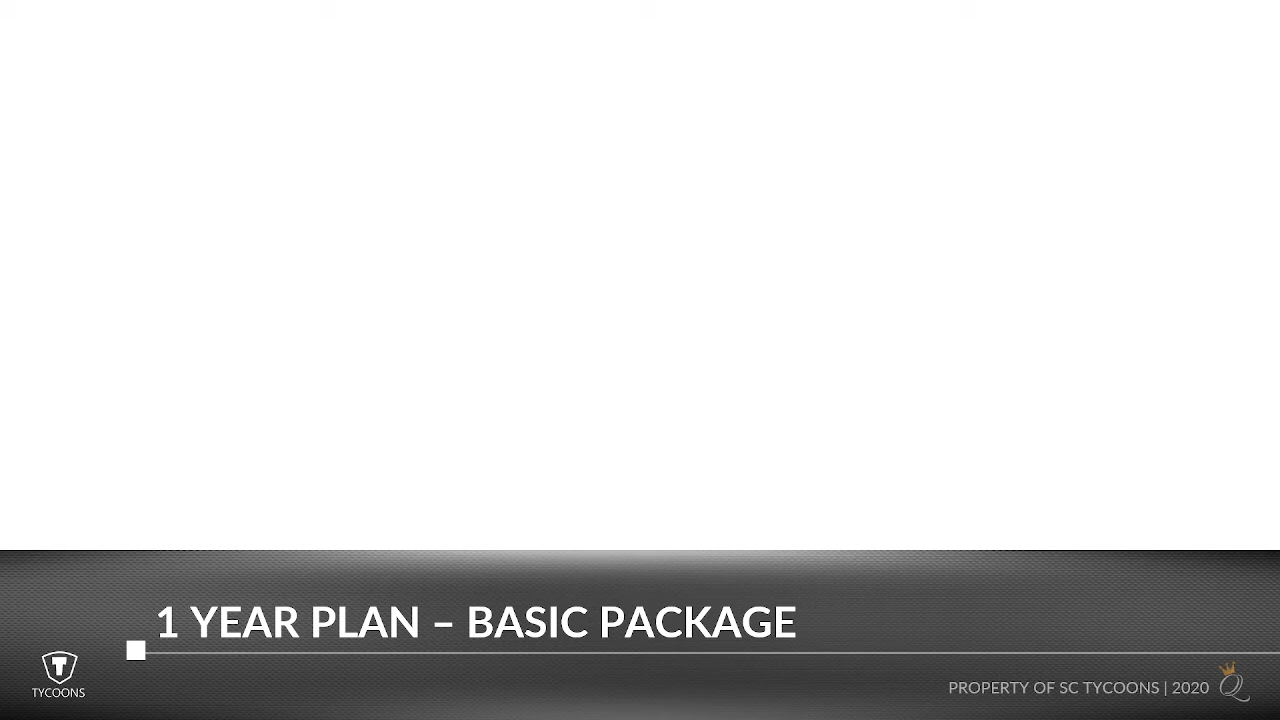 1 YEAR PLAN – BASIC PACKAGE
T
TYCOONS
PROPERTY OF SC TYCOONS | 2020 Q